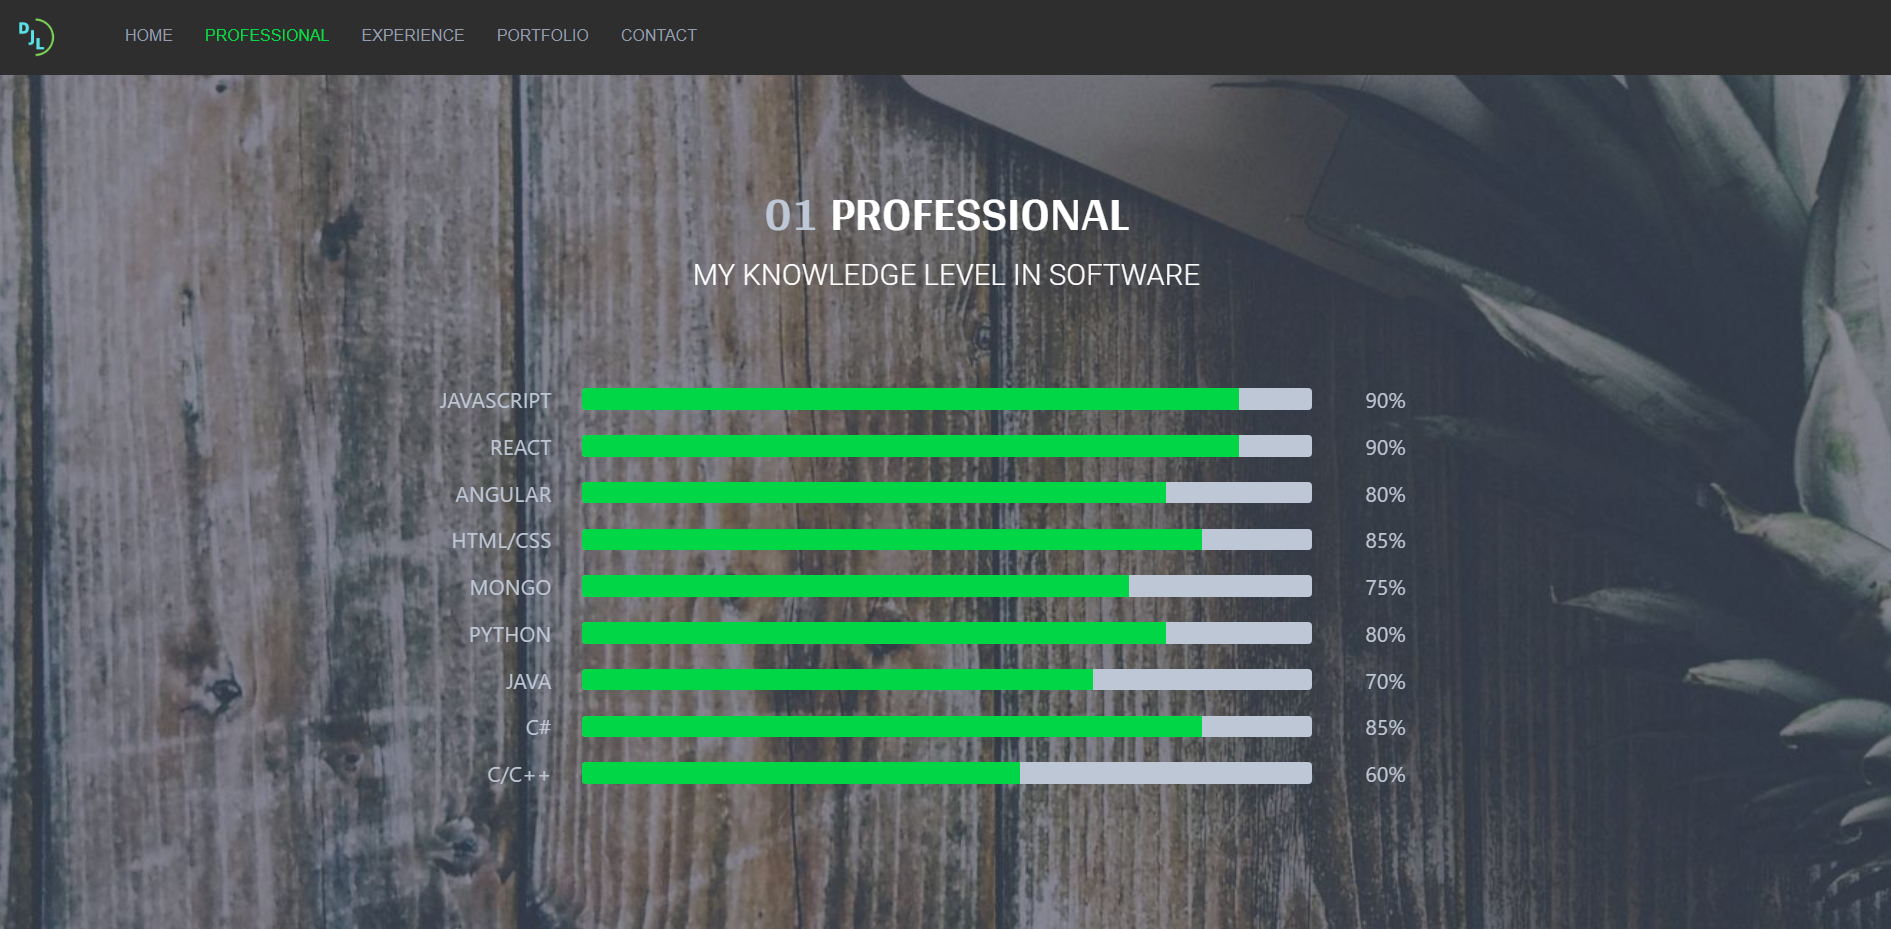 DJL
HOME PROFESSIONAL EXPERIENCE PORTFOLIO CONTACT
01 PROFESSIONAL
MY KNOWLEDGE LEVEL IN SOFTWARE
JAVASCRIPT 90%
REACT 90%
ANGULAR 80%
HTML/CSS 85%
MONGO 75%
PYTHON 80%
JAVA 70%
C# 85%
C/C++ 60%